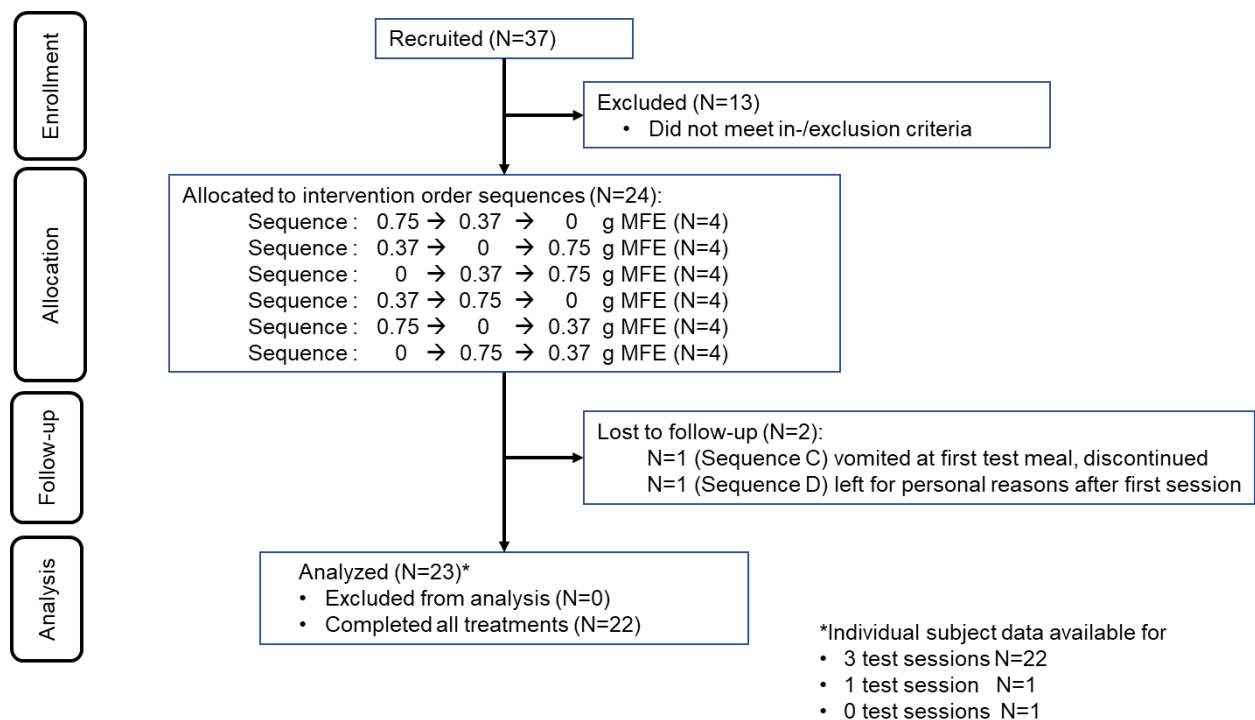 Enrollment
Recruited (N=37)
Excluded (N=13)
• Did not meet in-/exclusion criteria
Allocation
Allocated to intervention order sequences (N=24):
Sequence : 0.75 → 0.37 → 0 g MFE (N=4)
Sequence : 0.37 → 0 → 0.75 g MFE (N=4)
Sequence : 0 → 0.37 → 0.75 g MFE (N=4)
Sequence : 0.37 → 0.75 → 0 g MFE (N=4)
Sequence : 0.75 → 0 → 0.37 g MFE (N=4)
Sequence : 0 → 0.75 → 0.37 g MFE (N=4)
Follow-up
Lost to follow-up (N=2):
N=1 (Sequence C) vomited at first test meal, discontinued
N=1 (Sequence D) left for personal reasons after first session
Analysis
Analyzed (N=23)*
• Excluded from analysis (N=0)
• Completed all treatments (N=22)
*Individual subject data available for
• 3 test sessions N=22
• 1 test session N=1
• 0 test sessions N=1